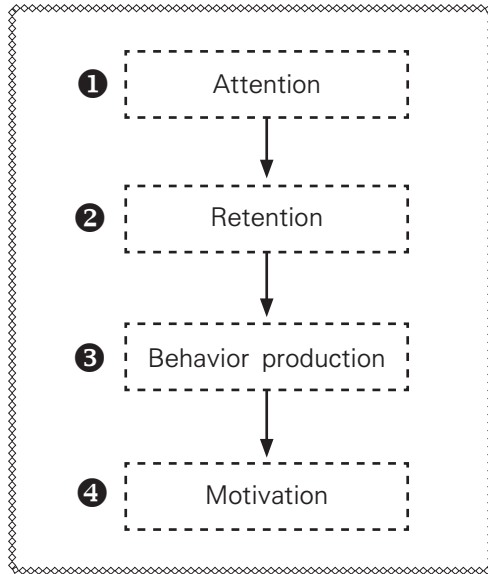 ❶ Attention
❷ Retention
❸ Behavior production
❹ Motivation